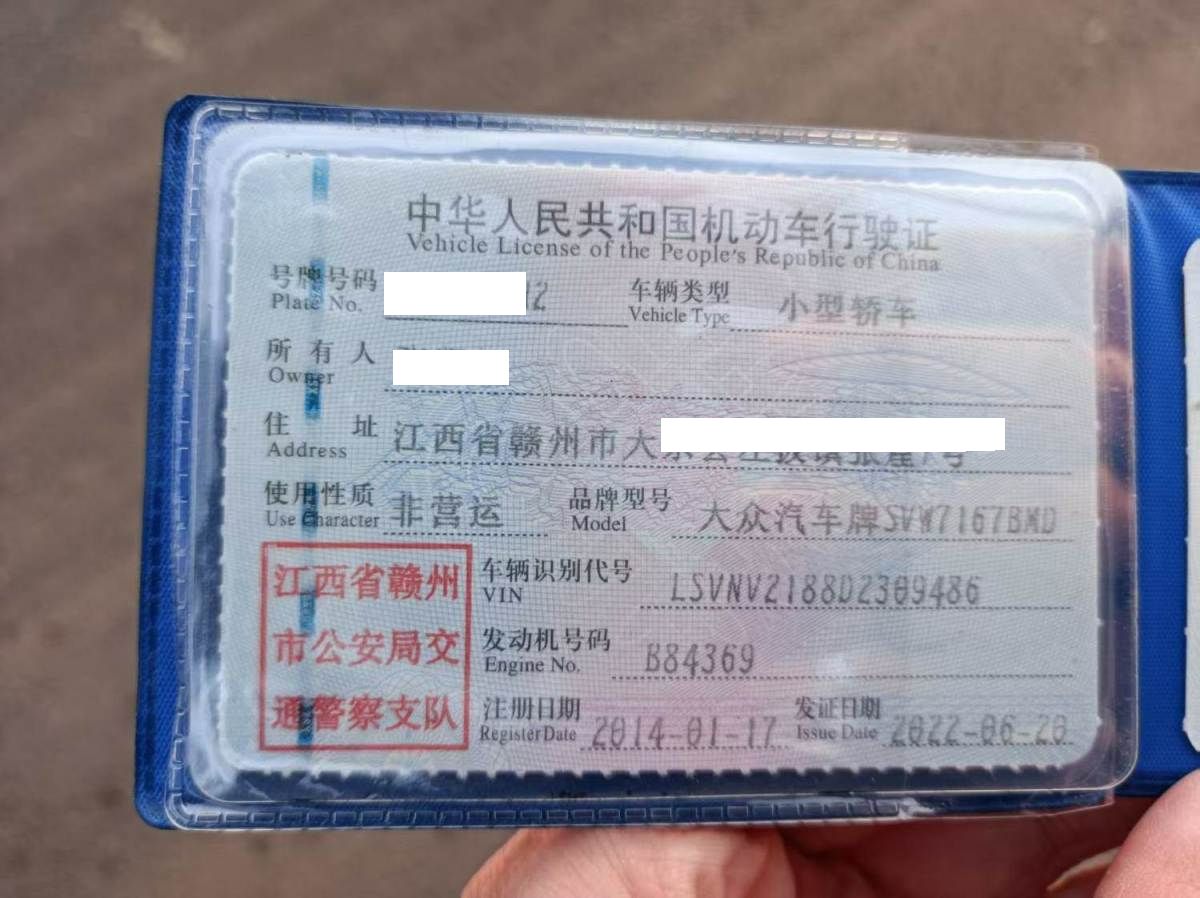 中华人民共和国机动车行驶证
Vehicle License of the People's Republic of China
号牌号码 2 车辆类型 小型轿车
Plate No. Vehicle Type
所有人
Owner
住址 江西省赣州市大 号
Address
使用性质 非营运 品牌型号 大众汽车牌SVW7167BMD
Use Character Model
江西省赣州
市公安局交
通警察支队
车辆识别代号 LSVNV2188D2309486
VIN
发动机号码 B84369
Engine No.
注册日期 2014-01-17 发证日期 2022-06-20
Register Date Issue Date